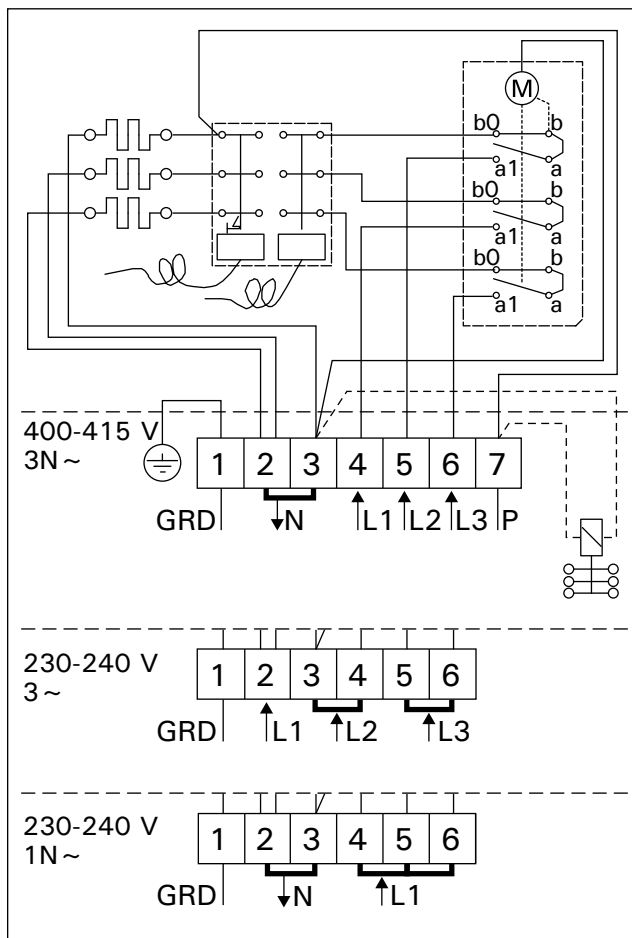 M
b0 b
a1 a
b0 b
a1 a
b0 b
a1 a
400-415 V
3N~
1 2 3 4 5 6 7
GRD N L1 L2 L3 P
230-240 V
3~
1 2 3 4 5 6
GRD L1 L2 L3
230-240 V
1N~
1 2 3 4 5 6
GRD N L1